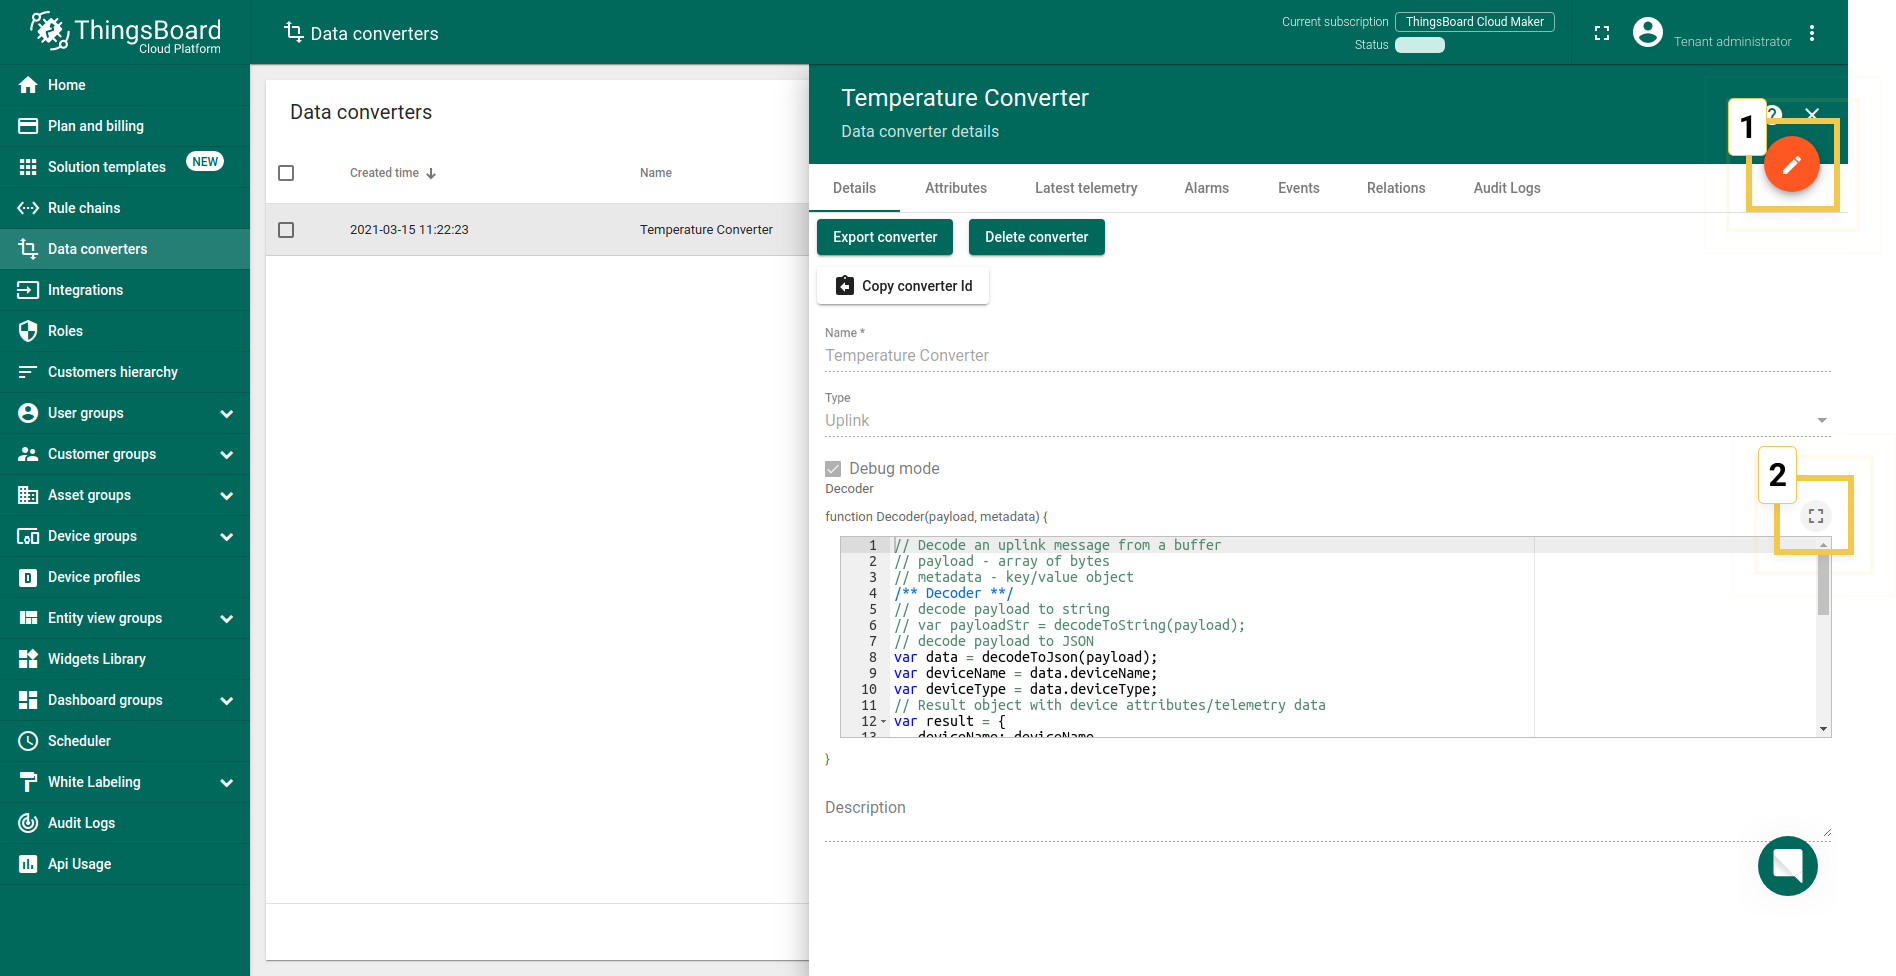 ThingsBoard
Cloud Platform
Data converters
Current subscription
ThingsBoard Cloud Maker
Status
Tenant administrator
Home
Plan and billing
Solution templates
NEW
Rule chains
Data converters
Integrations
Roles
Customers hierarchy
User groups
Customer groups
Asset groups
Device groups
Device profiles
Entity view groups
Widgets Library
Dashboard groups
Scheduler
White Labeling
Audit Logs
Api Usage
Data converters
Created time
Name
2021-03-15 11:22:23
Temperature Converter
Temperature Converter
Data converter details
?
1
Details
Attributes
Latest telemetry
Alarms
Events
Relations
Audit Logs
Export converter
Delete converter
Copy converter Id
Name *
Temperature Converter
Type
Uplink
Debug mode
2
Decoder
function Decoder(payload, metadata) {
1 // Decode an uplink message from a buffer
2 // payload - array of bytes
3 // metadata - key/value object
4 /** Decoder **/
5 // decode payload to string
6 // var payloadStr = decodeToString(payload);
7 // decode payload to JSON
8 var data = decodeToJson(payload);
9 var deviceName = data.deviceName;
10 var deviceType = data.deviceType;
11 // Result object with device attributes/telemetry data
12 var result = {
13 deviceName: deviceName
}
Description